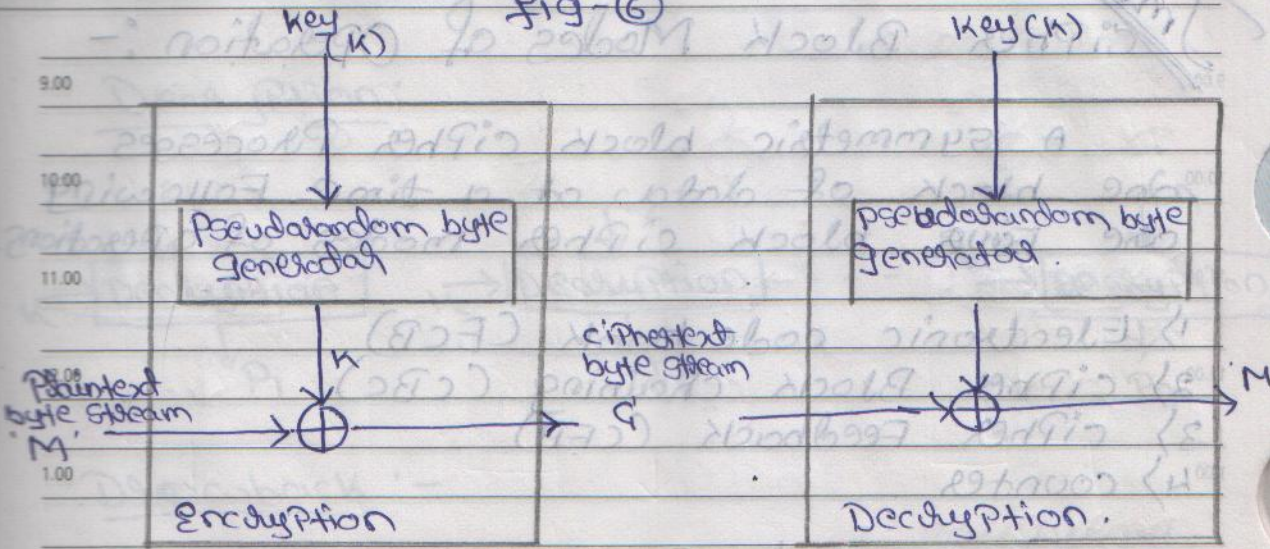 fig-(6)
Key
(K)
Key (K)
9.00
10.00
Pseudorandom byte
generator
Pseudorandom byte
generator.
11.00
K
ciphertext
byte stream
Plaintext
byte stream
'M'
C
M
1.00
Encryption
Decryption.